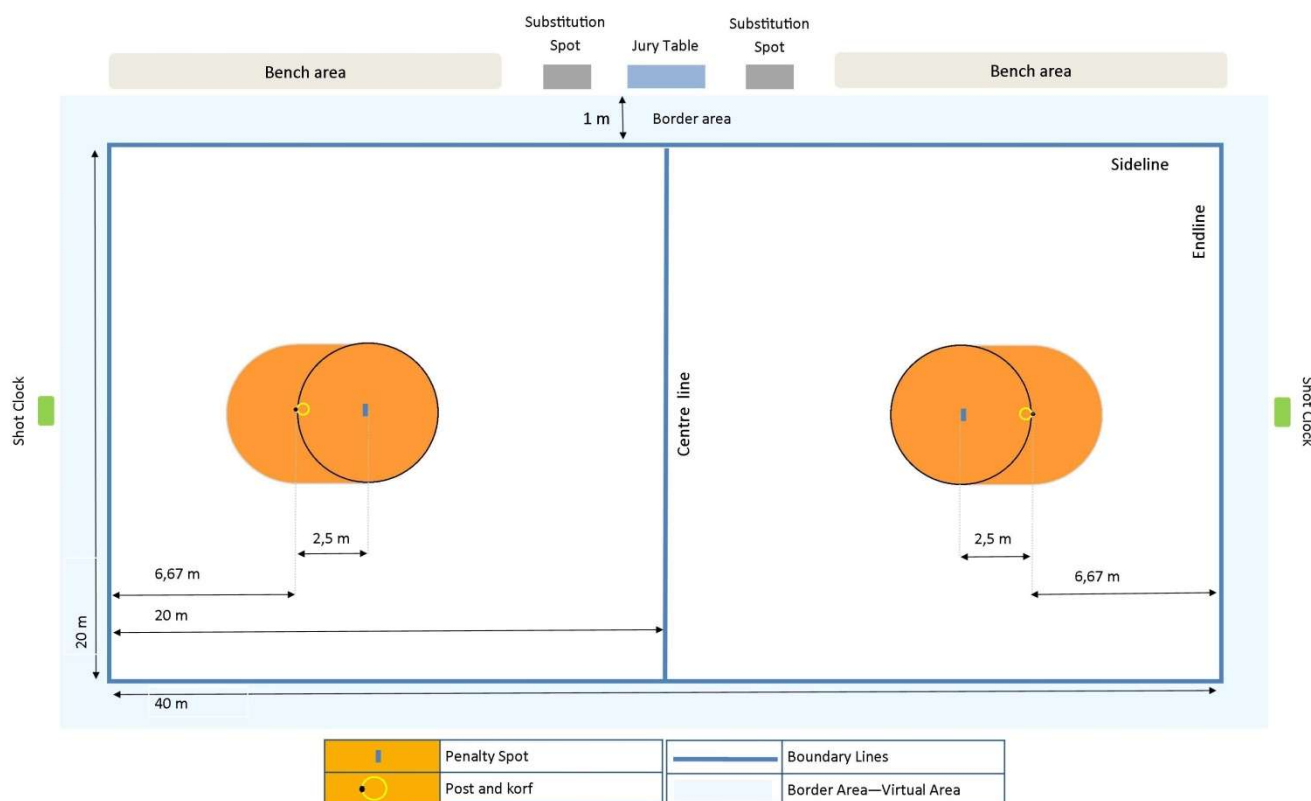 Substitution
Spot
Jury Table
Substitution
Spot
Bench area
Bench area
1 m
Border area
Sideline
Endline
Centre line
Shot Clock
Shot Clock
2,5 m
2,5 m
6,67 m
6,67 m
20 m
20 m
40 m
Penalty Spot
Boundary Lines
Post and korf
Border Area—Virtual Area